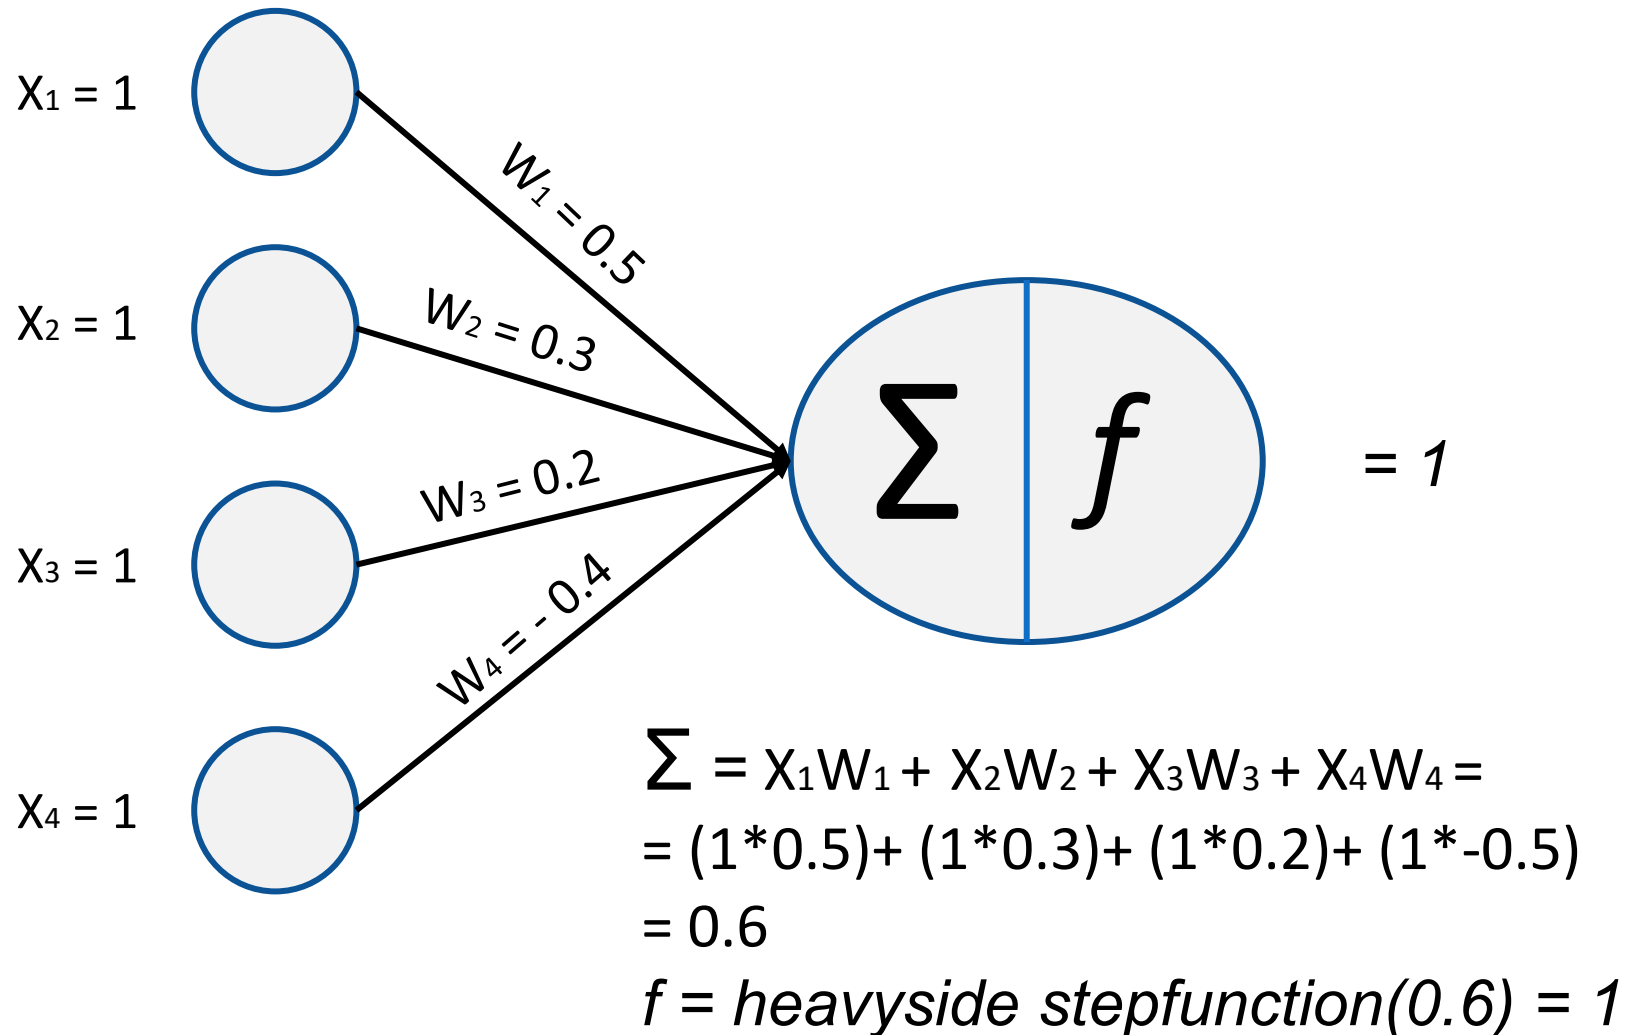 X₁ = 1
W₁ = 0.5
X₂ = 1
W₂ = 0.3
Σ f
= 1
W₃ = 0.2
X₃ = 1
W₄ = - 0.4
X₄ = 1
Σ = X₁W₁ + X₂W₂ + X₃W₃ + X₄W₄ =
= (1*0.5)+ (1*0.3)+ (1*0.2)+ (1*-0.5)
= 0.6
f = heavyside stepfunction(0.6) = 1